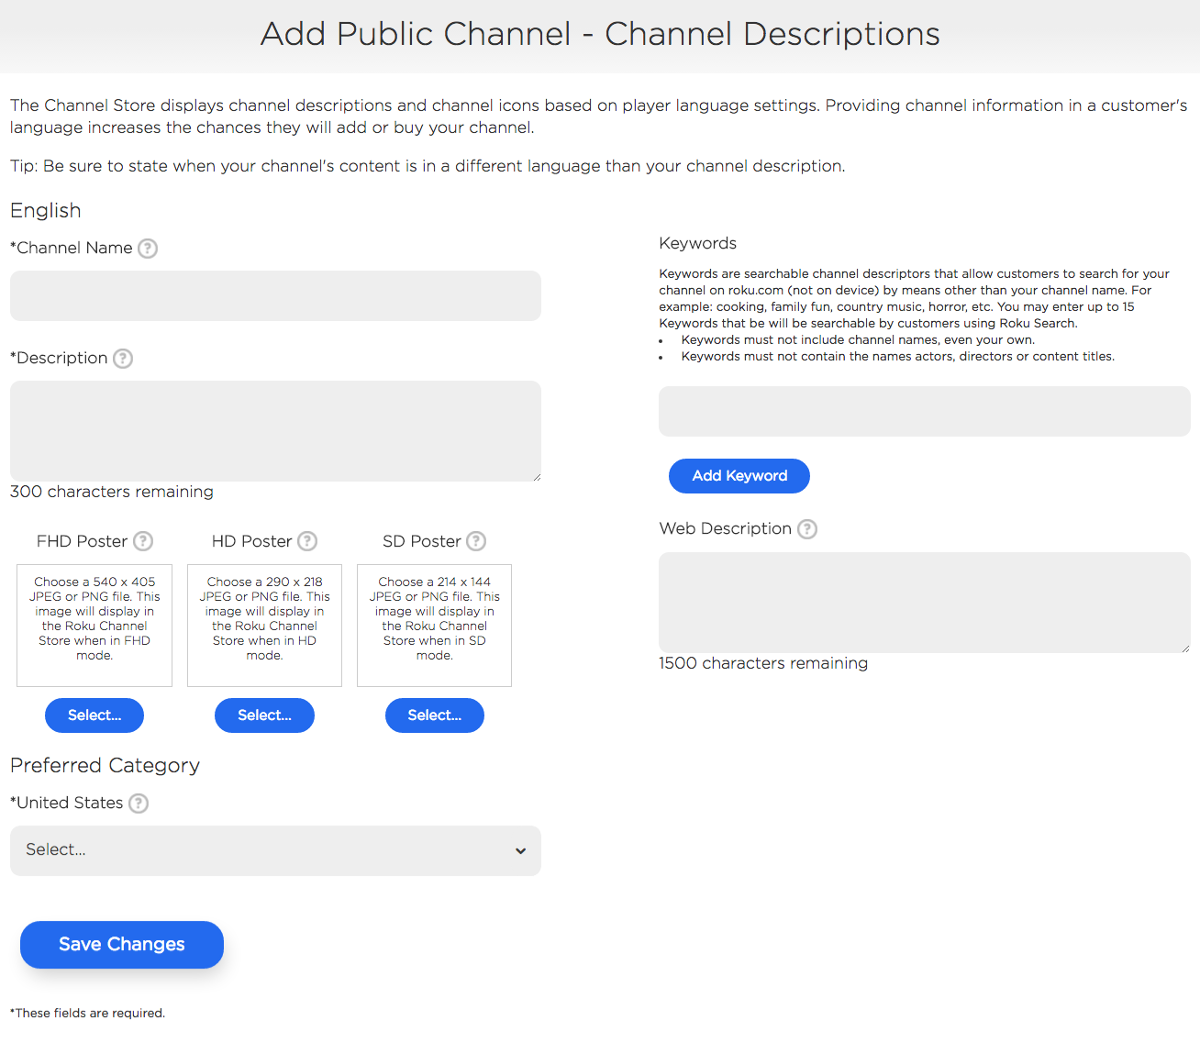 Add Public Channel - Channel Descriptions
The Channel Store displays channel descriptions and channel icons based on player language settings. Providing channel information in a customer's
language increases the chances they will add or buy your channel.
Tip: Be sure to state when your channel's content is in a different language than your channel description.
English
*Channel Name ?
*Description ?
300 characters remaining
FHD Poster ?
Choose a 540 x 405
JPEG or PNG file. This
image will display in
the Roku Channel
Store when in FHD
mode.
Select...
HD Poster ?
Choose a 290 x 218
JPEG or PNG file. This
image will display in
the Roku Channel
Store when in HD
mode.
Select...
SD Poster ?
Choose a 214 x 144
JPEG or PNG file. This
image will display in
the Roku Channel
Store when in SD
mode.
Select...
Keywords
Keywords are searchable channel descriptors that allow customers to search for your
channel on roku.com (not on device) by means other than your channel name. For
example: cooking, family fun, country music, horror, etc. You may enter up to 15
Keywords that be will be searchable by customers using Roku Search.
• Keywords must not include channel names, even your own.
• Keywords must not contain the names actors, directors or content titles.
Add Keyword
Web Description ?
1500 characters remaining
Preferred Category
*United States ?
Select...
Save Changes
*These fields are required.